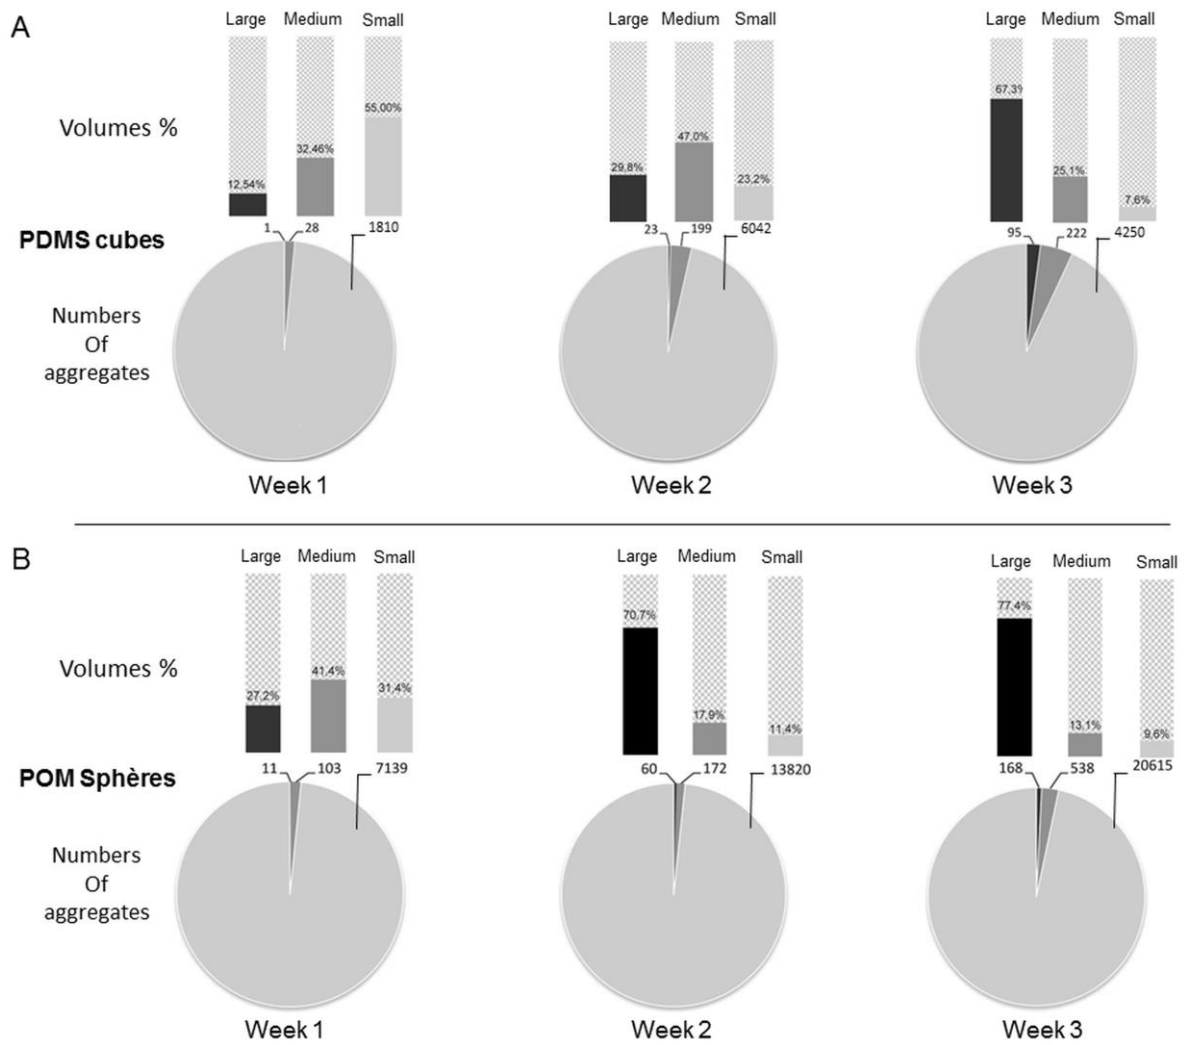 A
Large Medium Small
Large Medium Small
Large Medium Small
Volumes %
12,54% 32,46% 55,00%
29,8% 47,0% 23,2%
67,3% 25,1% 7,6%
PDMS cubes
1 28 1810
23 199 6042
95 222 4250
Numbers
Of
aggregates
Week 1
Week 2
Week 3
B
Large Medium Small
Large Medium Small
Large Medium Small
Volumes %
27,2% 41,4% 31,4%
70,7% 17,9% 11,4%
77,4% 13,1% 9,6%
POM Sphères
11 103 7139
60 172 13820
168 538 20615
Numbers
Of
aggregates
Week 1
Week 2
Week 3